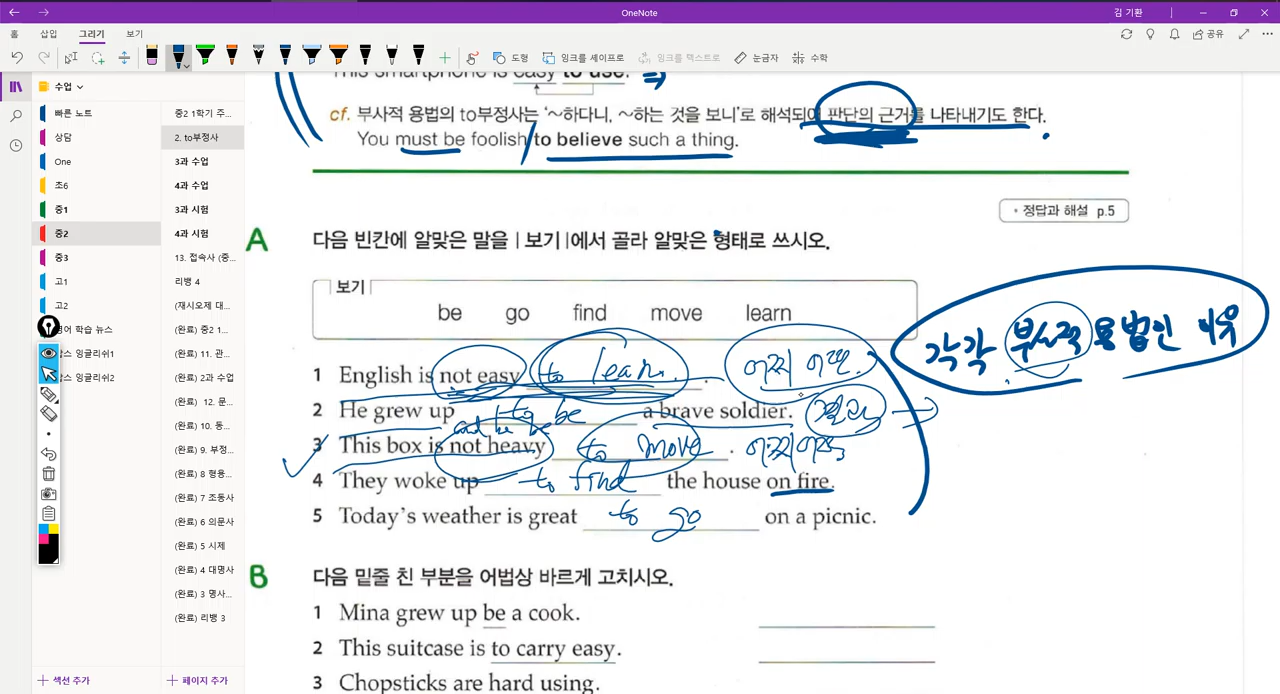 OneNote
김 기환
홈 삽입 그리기 보기
공유
도형 잉크를 셰이프로 잉크를 텍스트로 눈금자 수학
수업
빠른 노트
상담
One
초6
중1
중2
중3
고1
고2
영어 학습 뉴스
잉글리쉬1
잉글리쉬2
섹션 추가
중2 1학기 주...
2. to부정사
3과 수업
4과 수업
3과 시험
4과 시험
13. 접속사 (중...
리뱅 4
(재시오제 대...
(완료) 중2 1...
(완료) 11. 관...
(완료) 2과 수업
(완료) 12. 문...
(완료) 10. 동...
(완료) 9. 부정...
(완료) 8 형용...
(완료) 7 조동사
(완료) 6 의문사
(완료) 5 시제
(완료) 4 대명사
(완료) 3 명사...
(완료) 리뱅 3
페이지 추가
This smartphone is easy to use.
cf. 부사적 용법의 to부정사는 '~하다니, ~하는 것을 보니'로 해석되어 판단의 근거를 나타내기도 한다.
You must be foolish to believe such a thing.
• 정답과 해설 p.5
A 다음 빈칸에 알맞은 말을 | 보기 |에서 골라 알맞은 형태로 쓰시오.
보기
be go find move learn
각각 부사적 용법인 이유
1 English is not easy to learn.
2 He grew up to be a brave soldier. 결과
and he be
3 This box is not heavy to move.
4 They woke up to find the house on fire.
5 Today's weather is great to go on a picnic.
B 다음 밑줄 친 부분을 어법상 바르게 고치시오.
1 Mina grew up be a cook.
2 This suitcase is to carry easy.
3 Chopsticks are hard using.